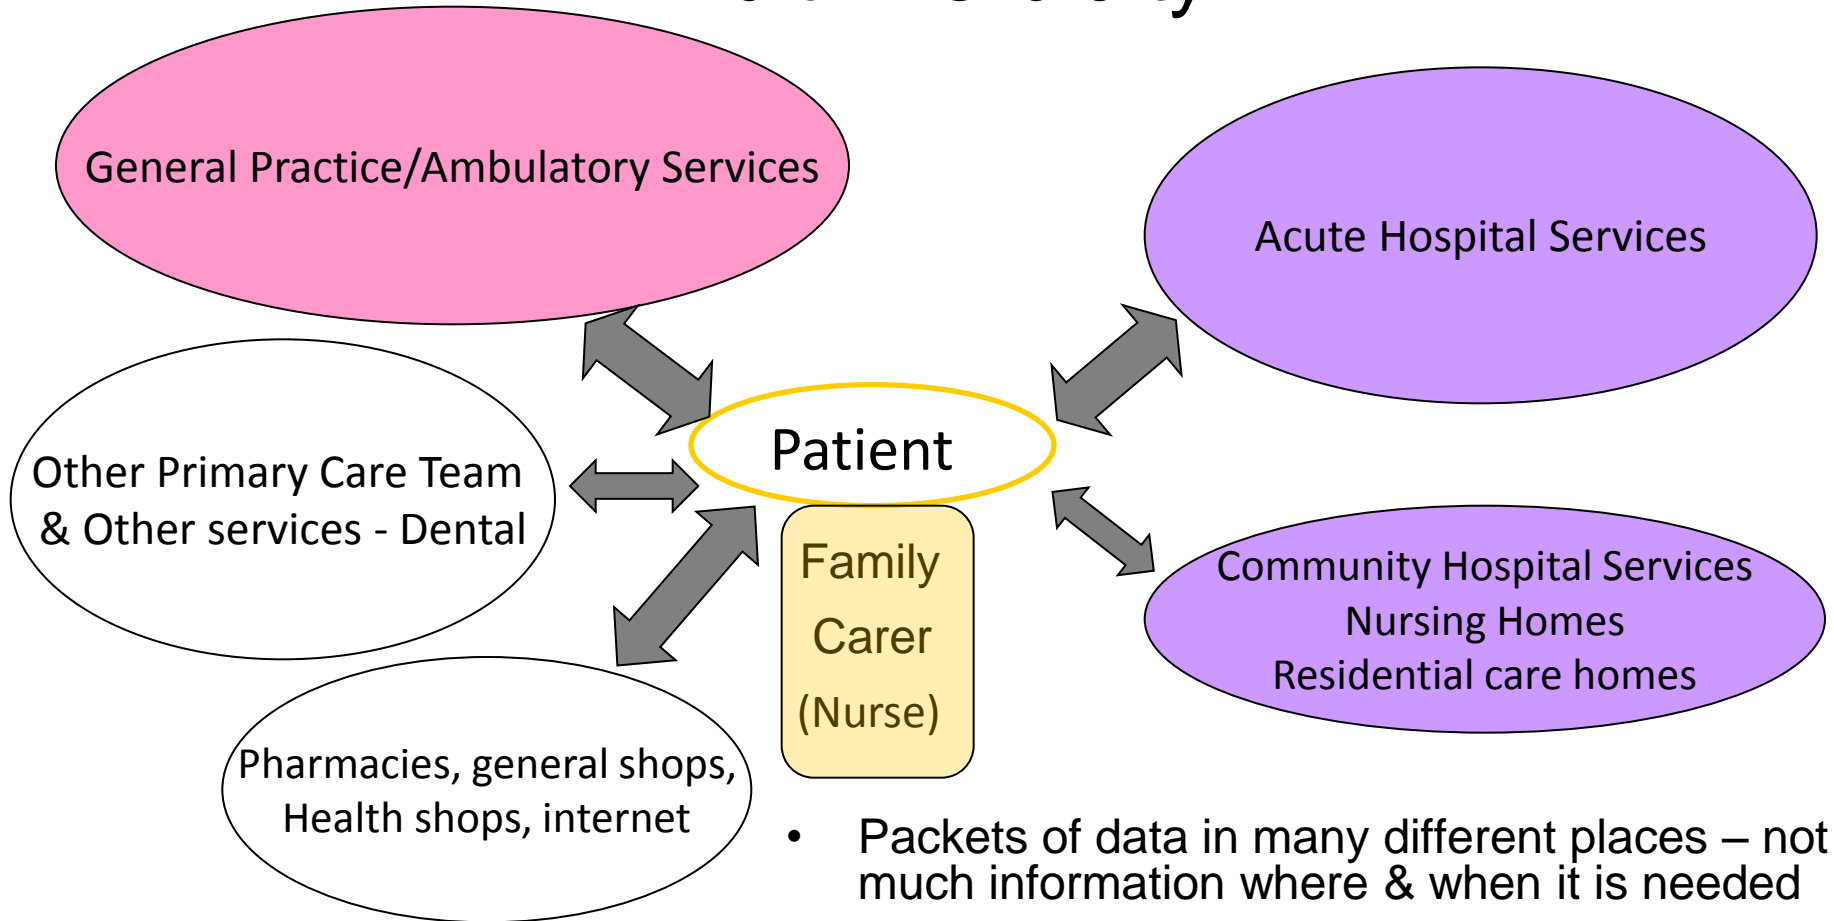 General Practice/Ambulatory Services
Acute Hospital Services
Patient
Other Primary Care Team
& Other services - Dental
Family
Carer
(Nurse)
Community Hospital Services
Nursing Homes
Residential care homes
Pharmacies, general shops,
Health shops, internet
• Packets of data in many different places – not
much information where & when it is needed